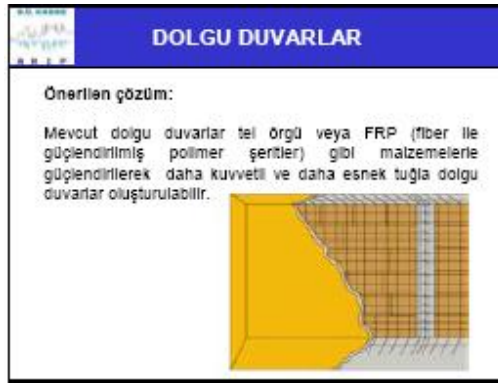 DOLGU DUVARLAR
Önerilen çözüm:
Mevcut dolgu duvarlar tel örgü veya FRP (fiber ile
güçlendirilmiş polimer şeritler) gibi malzemelerle
güçlendirilerek daha kuvvetli ve daha esnek tuğla dolgu
duvarlar oluşturulabilir.